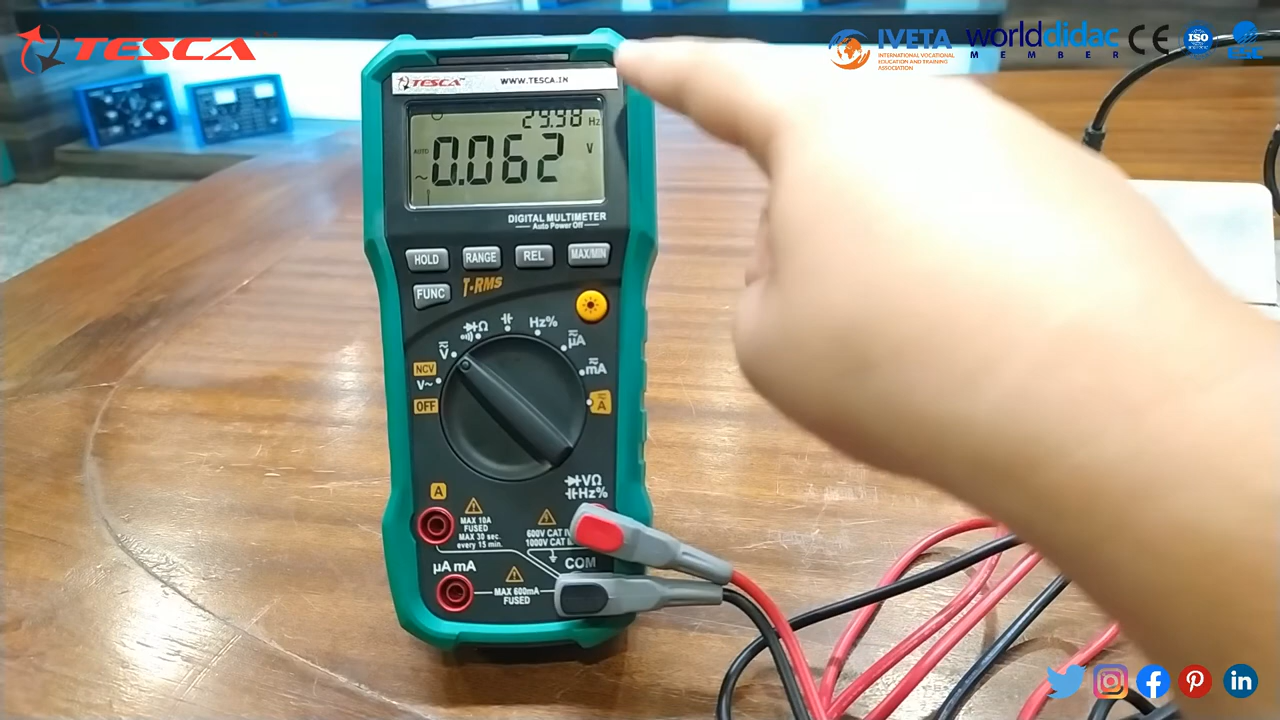 TESCA
IVETA
INTERNATIONAL VOCATIONAL
EDUCATION AND TRAINING
ASSOCIATION
worlddidac
MEMBER
CE
ISO
TESCA
WWW.TESCA.IN
29.98 Hz
AUTO
0.062 V
~
DIGITAL MULTIMETER
Auto Power Off
HOLD
RANGE
REL
MAX/MIN
FUNC
T-RMS
Hz%
Ω
µA
V
mA
NCV
V~
A
OFF
VΩ
Hz%
A
MAX 10A
FUSED
MAX 30 sec.
every 15 min.
600V CAT
1000V CAT
COM
µA mA
MAX 600mA
FUSED